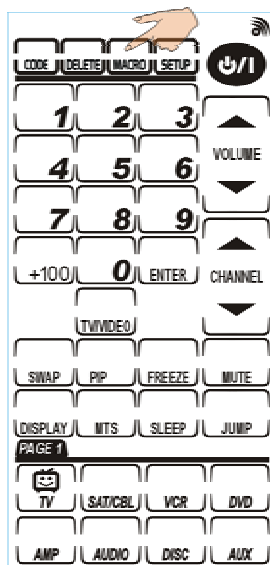 CODE DELETE MACRO SETUP
1 2 3
4 5 6
VOLUME
7 8 9
+100 0 ENTER
CHANNEL
TV/VIDEO
SWAP PIP FREEZE MUTE
DISPLAY MTS SLEEP JUMP
PAGE 1
TV SAT/CBL VCR DVD
AMP AUDIO DISC AUX